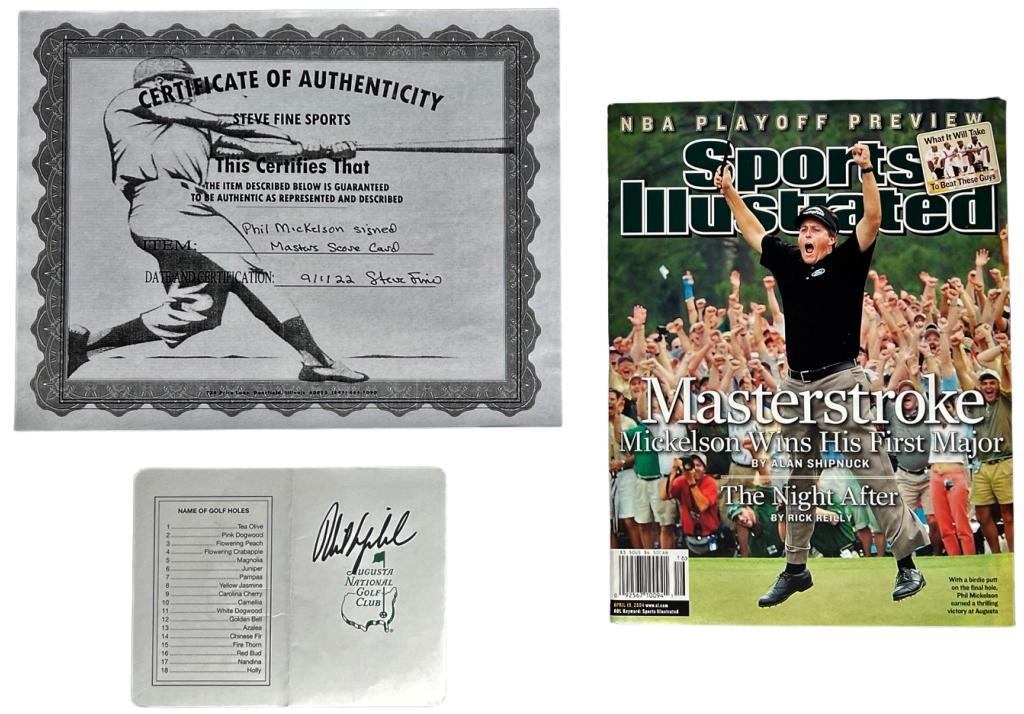 CERTIFICATE OF AUTHENTICITY
STEVE FINE SPORTS
This Certifies That
THE ITEM DESCRIBED BELOW IS GUARANTEED
TO BE AUTHENTIC AS REPRESENTED AND DESCRIBED
ITEM: Phil Mickelson signed
Masters Score Card
DATE AND CERTIFICATION: 9/1/22 Steve Fine
NAME OF GOLF HOLES
1 Tea Olive
2 Pink Dogwood
3 Flowering Peach
4 Flowering Crabapple
5 Magnolia
6 Juniper
7 Pampas
8 Yellow Jasmine
9 Carolina Cherry
10 Camellia
11 White Dogwood
12 Golden Bell
13 Azalea
14 Chinese Fir
15 Fire Thorn
16 Red Bud
17 Nandina
18 Holly
AUGUSTA
NATIONAL
GOLF
CLUB
NBA PLAYOFF PREVIEW
What It Will Take
To Beat These Guys
Sports
Illustrated
Masterstroke
Mickelson Wins His First Major
BY ALAN SHIPNUCK
The Night After
BY RICK REILLY
With a birdie putt
on the final hole,
Phil Mickelson
earned a thrilling
victory at Augusta
APRIL 19, 2004 www.si.com
AOL Keyword: Sports Illustrated